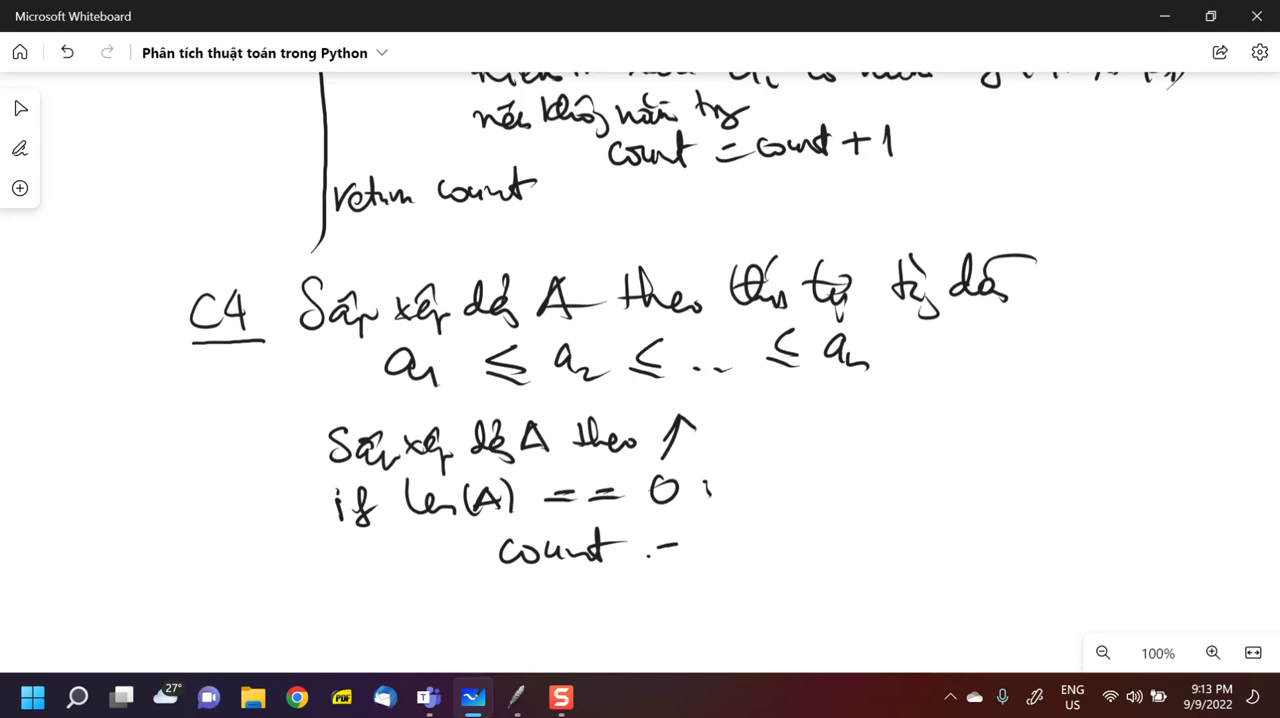 Microsoft Whiteboard
Phân tích thuật toán trong Python
nếu không nằm trg
count = count + 1
return count
C4 Sắp xếp dãy A theo thứ tự từ
a1 ≤ a2 ≤ .. ≤ an
Sắp xếp dãy A theo ↑
if len(A) == 0 :
count
100%
27°
PDF
S
ENG
US
9:13 PM
9/9/2022